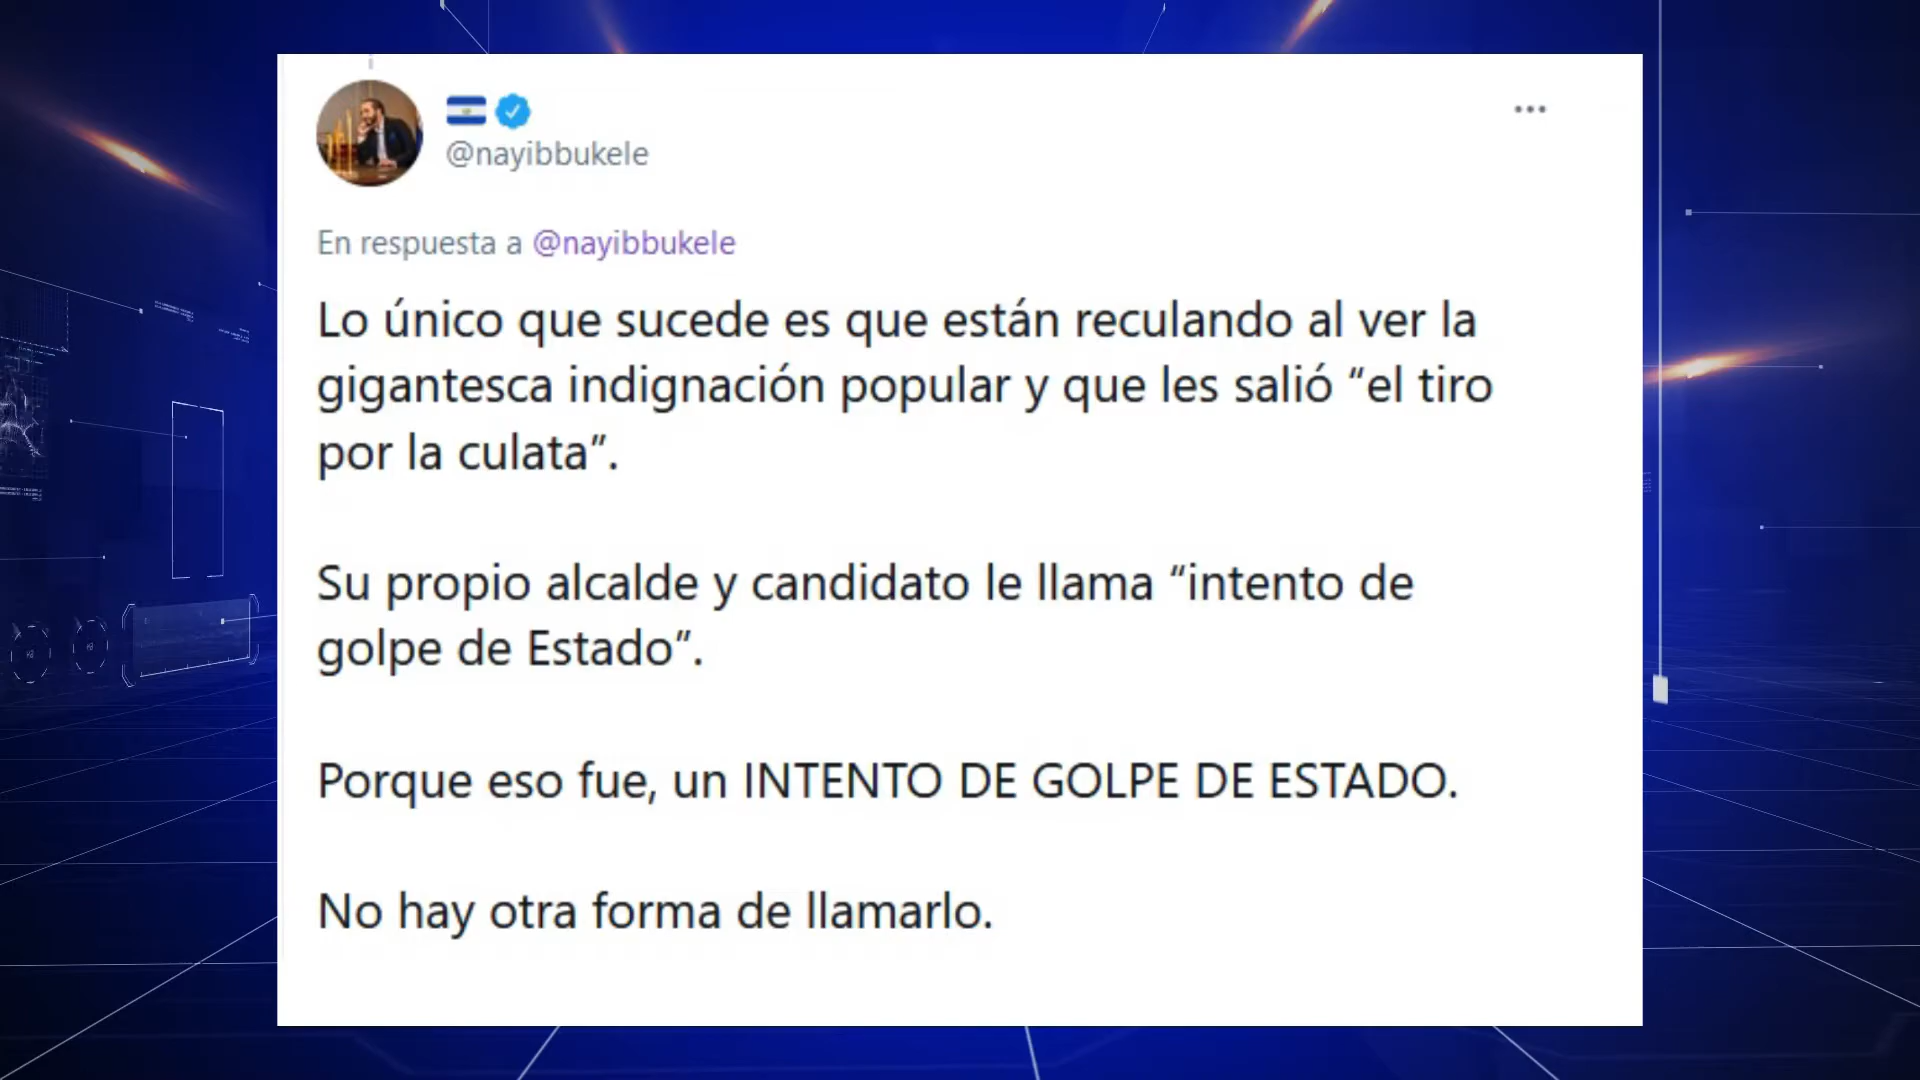 @nayibbukele
En respuesta a @nayibbukele
Lo único que sucede es que están reculando al ver la
gigantesca indignación popular y que les salió “el tiro
por la culata”.
Su propio alcalde y candidato le llama “intento de
golpe de Estado”.
Porque eso fue, un INTENTO DE GOLPE DE ESTADO.
No hay otra forma de llamarlo.